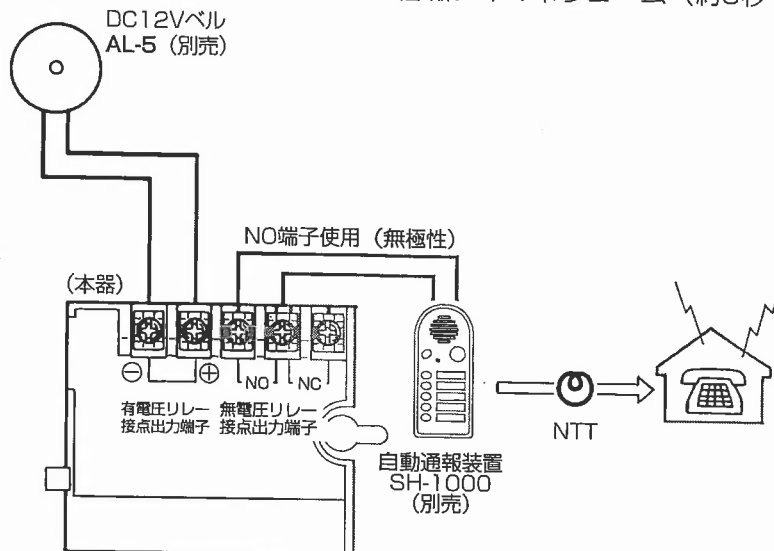 DC12Vベル
AL-5（別売）
NO端子使用（無極性）
（本器）
⊖ ⊕ NO NC
有電圧リレー 無電圧リレー
接点出力端子 接点出力端子
自動通報装置
SH-1000
（別売）
NTT